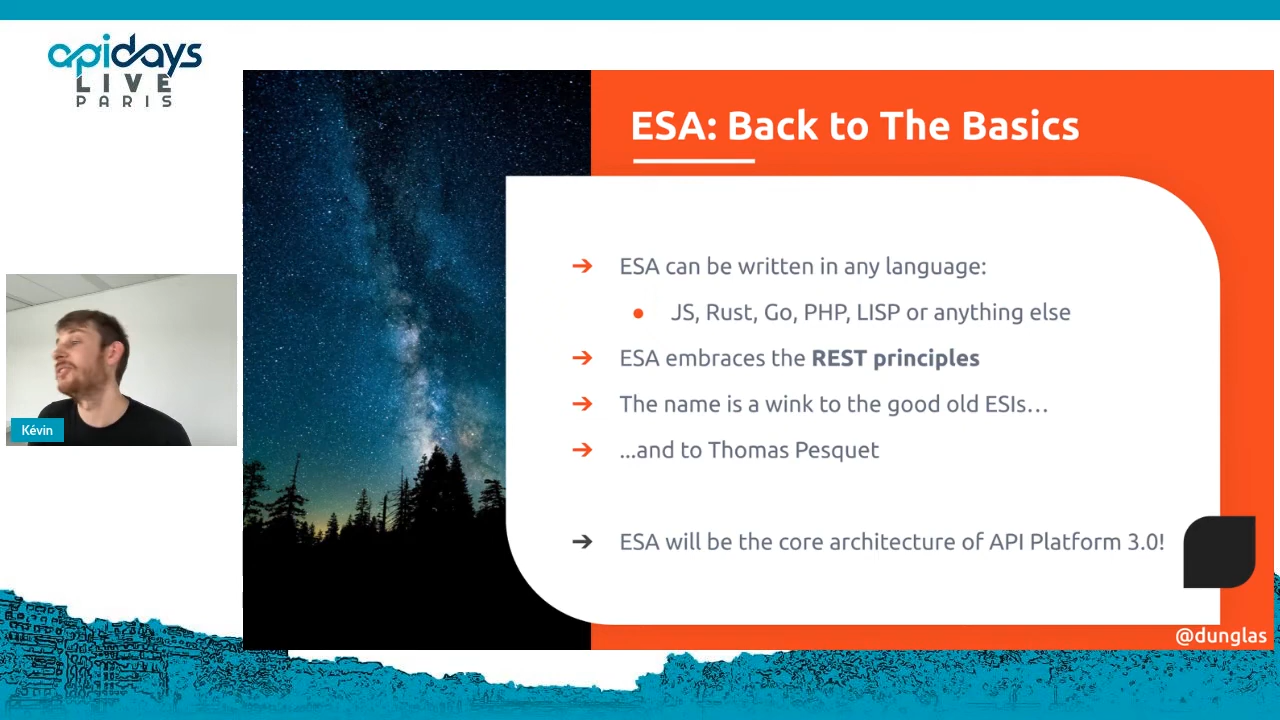 apidays
LIVE
PARIS
ESA: Back to The Basics
ESA can be written in any language:
JS, Rust, Go, PHP, LISP or anything else
ESA embraces the REST principles
The name is a wink to the good old ESIs…
...and to Thomas Pesquet
ESA will be the core architecture of API Platform 3.0!
Kévin
@dunglas